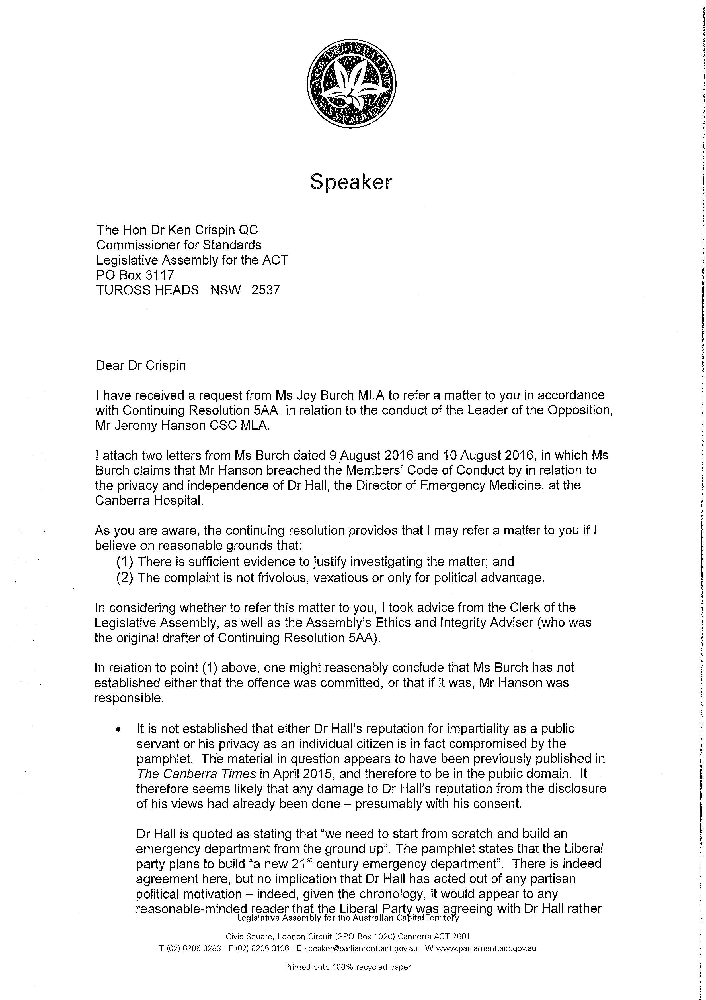 ACT LEGISLATIVE ASSEMBLY
Speaker
The Hon Dr Ken Crispin QC
Commissioner for Standards
Legislative Assembly for the ACT
PO Box 3117
TUROSS HEADS NSW 2537
Dear Dr Crispin
I have received a request from Ms Joy Burch MLA to refer a matter to you in accordance
with Continuing Resolution 5AA, in relation to the conduct of the Leader of the Opposition,
Mr Jeremy Hanson CSC MLA.
I attach two letters from Ms Burch dated 9 August 2016 and 10 August 2016, in which Ms
Burch claims that Mr Hanson breached the Members' Code of Conduct by in relation to
the privacy and independence of Dr Hall, the Director of Emergency Medicine, at the
Canberra Hospital.
As you are aware, the continuing resolution provides that I may refer a matter to you if I
believe on reasonable grounds that:
(1) There is sufficient evidence to justify investigating the matter; and
(2) The complaint is not frivolous, vexatious or only for political advantage.
In considering whether to refer this matter to you, I took advice from the Clerk of the
Legislative Assembly, as well as the Assembly's Ethics and Integrity Adviser (who was
the original drafter of Continuing Resolution 5AA).
In relation to point (1) above, one might reasonably conclude that Ms Burch has not
established either that the offence was committed, or that if it was, Mr Hanson was
responsible.
• It is not established that either Dr Hall's reputation for impartiality as a public
servant or his privacy as an individual citizen is in fact compromised by the
pamphlet. The material in question appears to have been previously published in
The Canberra Times in April 2015, and therefore to be in the public domain. It
therefore seems likely that any damage to Dr Hall's reputation from the disclosure
of his views had already been done – presumably with his consent.
Dr Hall is quoted as stating that "we need to start from scratch and build an
emergency department from the ground up". The pamphlet states that the Liberal
party plans to build "a new 21st century emergency department". There is indeed
agreement here, but no implication that Dr Hall has acted out of any partisan
political motivation – indeed, given the chronology, it would appear to any
reasonable-minded reader that the Liberal Party was agreeing with Dr Hall rather
Legislative Assembly for the Australian Capital Territory
Civic Square, London Circuit (GPO Box 1020) Canberra ACT 2601
T (02) 6205 0283 F (02) 6205 3106 E speaker@parliament.act.gov.au W www.parliament.act.gov.au
Printed onto 100% recycled paper